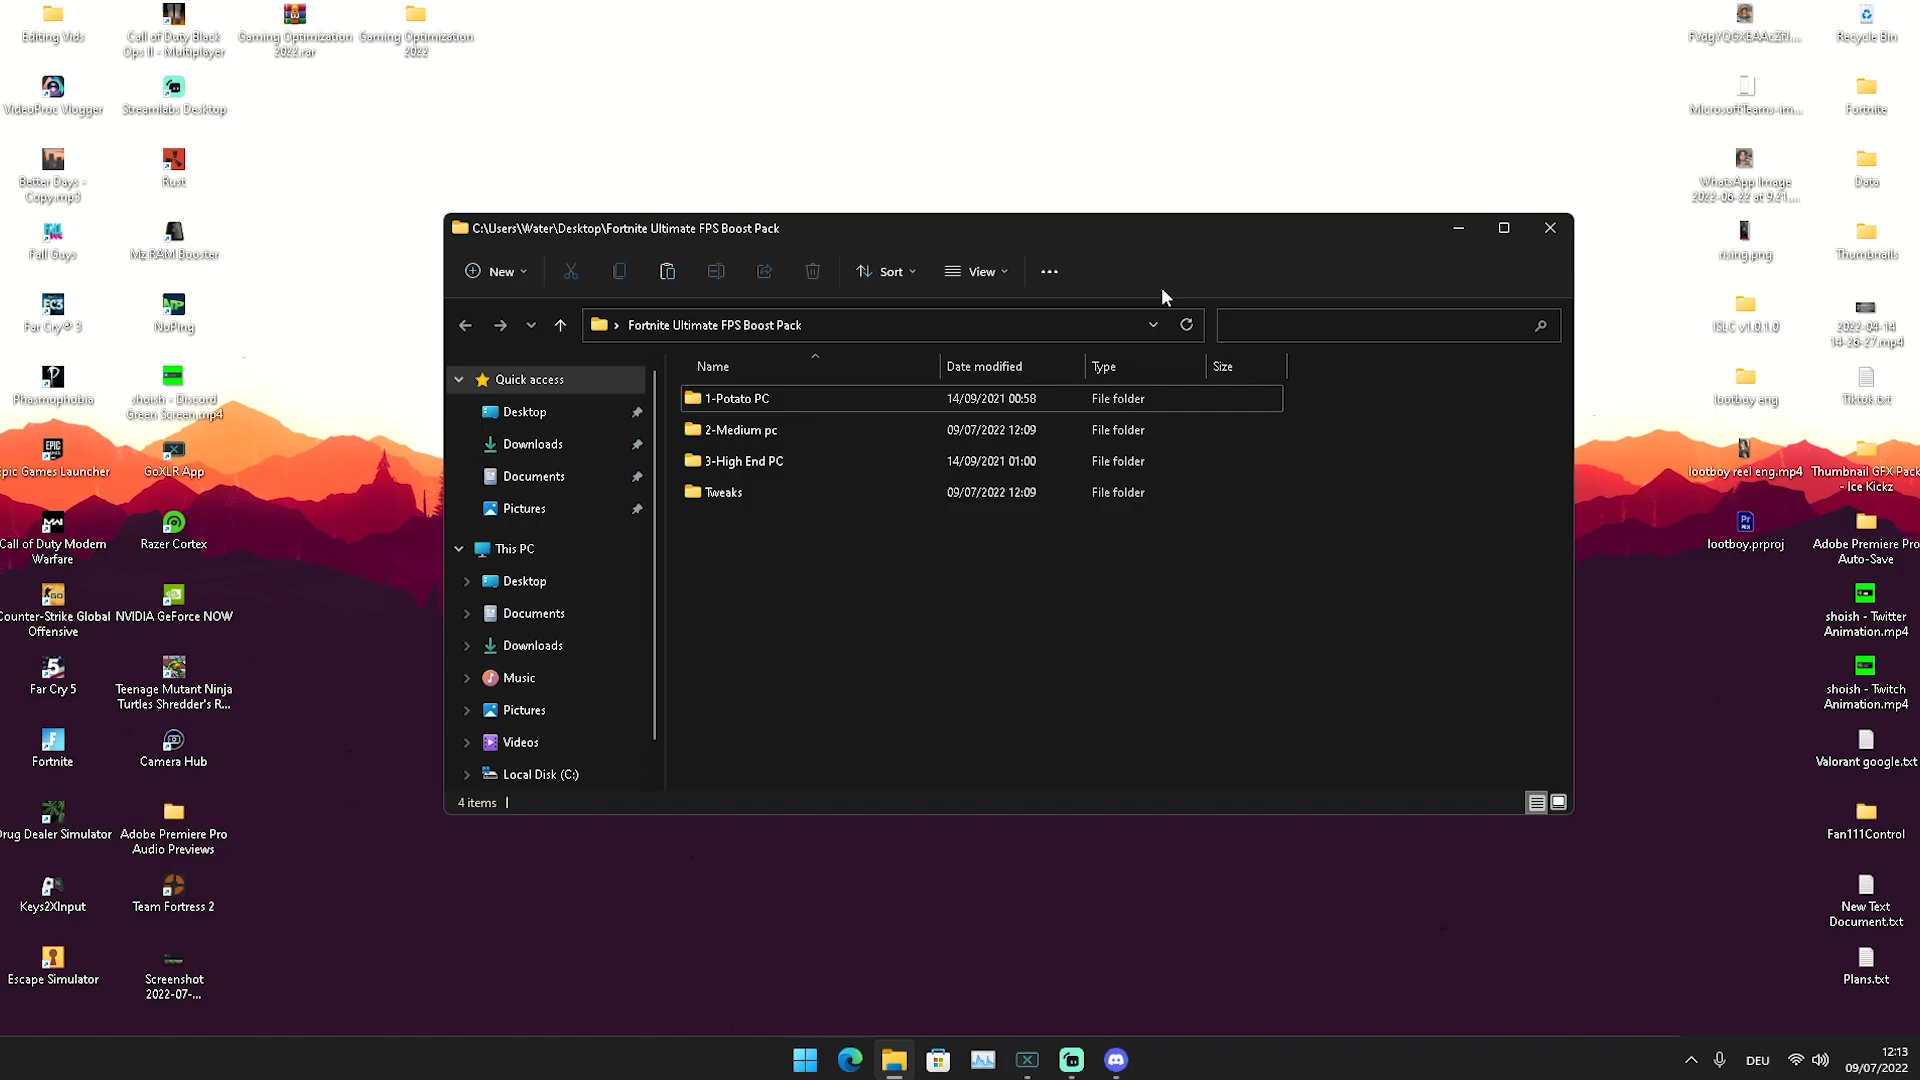 Editing Vids
Call of Duty Black
Ops II - Multiplayer
Gaming Optimization
2022.rar
Gaming Optimization
2022
VideoProc Vlogger
Streamlabs Desktop
Better Days -
Copy.mp3
Rust
Fall Guys
Mz RAM Booster
Far Cry® 3
NoPing
Phasmophobia
shoish - Discord
Green Screen.mp4
Epic Games Launcher
GoXLR App
Call of Duty Modern
Warfare
Razer Cortex
Counter-Strike Global
Offensive
NVIDIA GeForce NOW
Far Cry 5
Teenage Mutant Ninja
Turtles Shredder's R...
Fortnite
Camera Hub
Drug Dealer Simulator
Adobe Premiere Pro
Audio Previews
Keys2XInput
Team Fortress 2
Escape Simulator
Screenshot
2022-07-...
C:\Users\Water\Desktop\Fortnite Ultimate FPS Boost Pack
New
Sort
View
Fortnite Ultimate FPS Boost Pack
Name
Date modified
Type
Size
1-Potato PC
14/09/2021 00:58
File folder
2-Medium pc
09/07/2022 12:09
File folder
3-High End PC
14/09/2021 01:00
File folder
Tweaks
09/07/2022 12:09
File folder
Quick access
Desktop
Downloads
Documents
Pictures
This PC
Desktop
Documents
Downloads
Music
Pictures
Videos
Local Disk (C:)
4 items
Recycle Bin
MicrosoftTeams-im...
Fortnite
WhatsApp Image
2022-06-22 at 9.21....
Data
rising.png
Thumbnails
ISLC v1.0.1.0
2022-04-14
14-26-27.mp4
lootboy eng
Tiktok.txt
lootboy reel eng.mp4
Thumbnail GFX Pack
- Ice Kickz
lootboy.prproj
Adobe Premiere Pro
Auto-Save
shoish - Twitter
Animation.mp4
shoish - Twitch
Animation.mp4
Valorant google.txt
Fan111Control
New Text
Document.txt
Plans.txt
DEU
12:13
09/07/2022